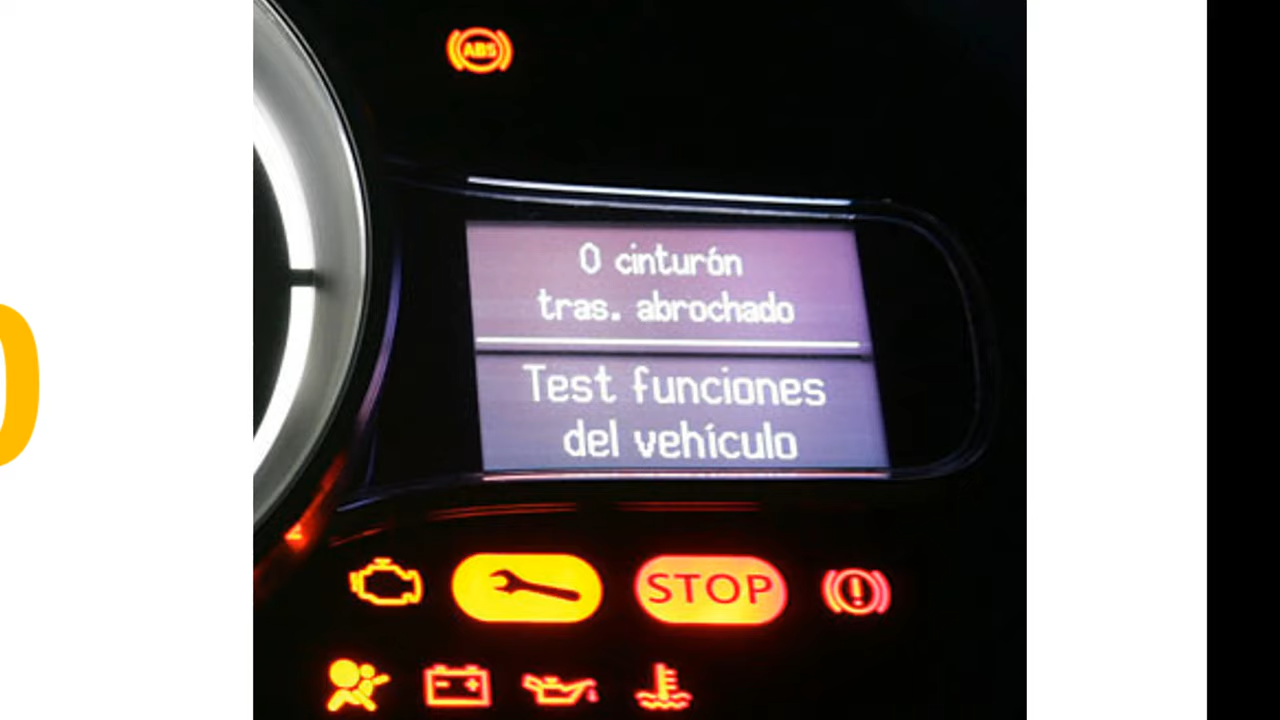 ABS
0 cinturón
tras. abrochado
Test funciones
del vehículo
STOP